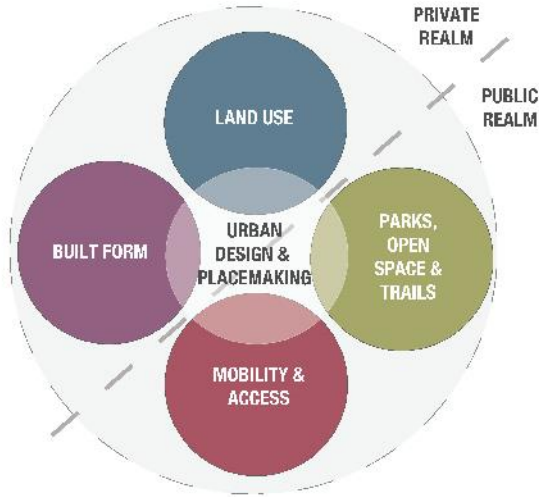 PRIVATE
REALM
PUBLIC
REALM
LAND USE
BUILT FORM
URBAN
DESIGN &
PLACEMAKING
PARKS,
OPEN
SPACE &
TRAILS
MOBILITY &
ACCESS